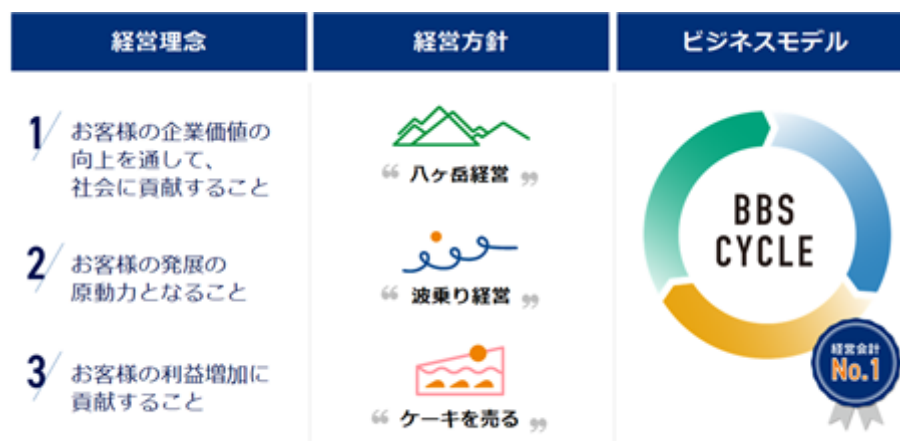 経営理念
1
お客様の企業価値の
向上を通して、
社会に貢献すること
2
お客様の発展の
原動力となること
3
お客様の利益増加に
貢献すること
経営方針
“ 八ヶ岳経営 ”
“ 波乗り経営 ”
“ ケーキを売る ”
ビジネスモデル
BBS
CYCLE
経営会計
No.1